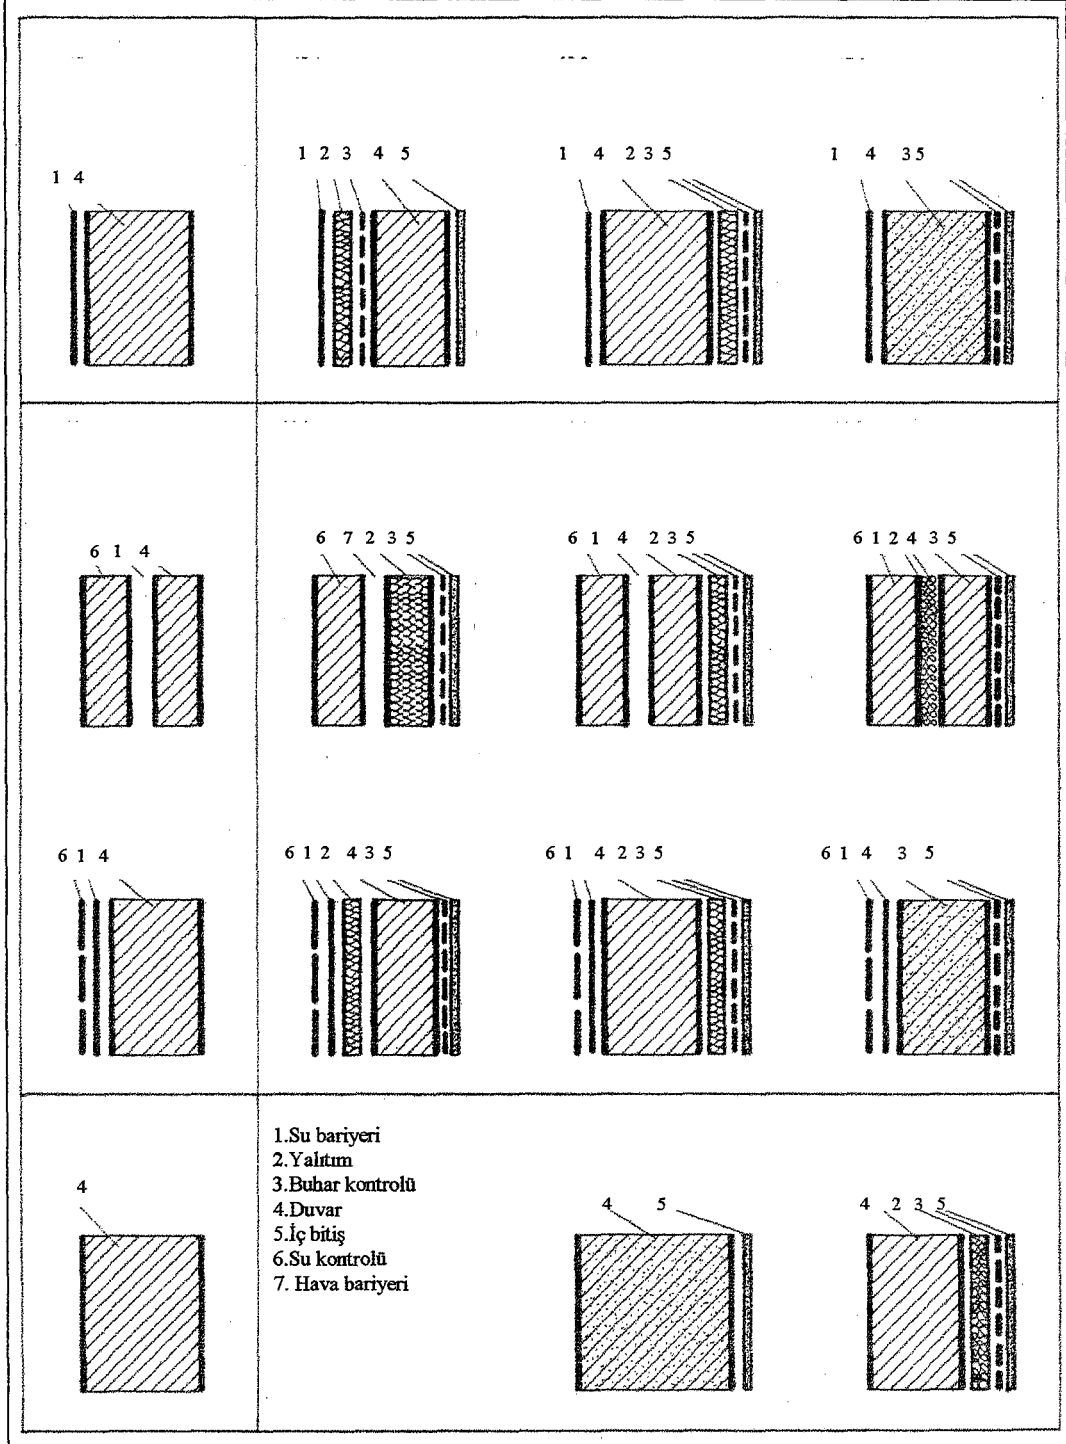 1 4
1 2 3 4 5
1 4 2 3 5
1 4 3 5
6 1 4
6 7 2 3 5
6 1 4 2 3 5
6 1 2 4 3 5
6 1 4
6 1 2 4 3 5
6 1 4 2 3 5
6 1 4 3 5
4
1.Su bariyeri
2.Yalıtım
3.Buhar kontrolü
4.Duvar
5.İç bitiş
6.Su kontrolü
7. Hava bariyeri
4 5
4 2 3 5